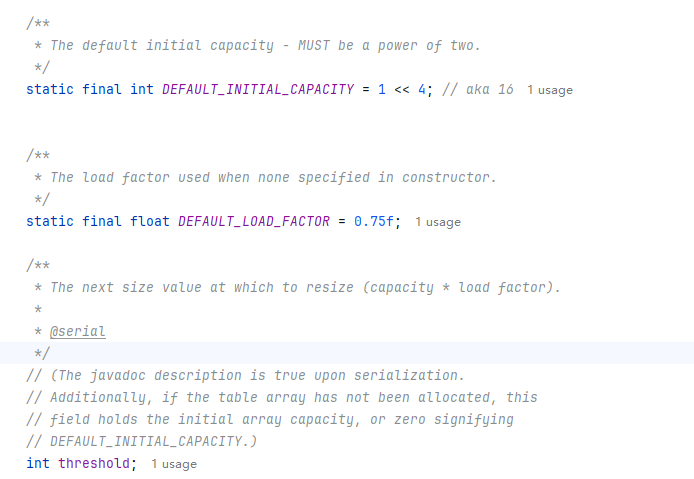 /**
* The default initial capacity - MUST be a power of two.
*/
static final int DEFAULT_INITIAL_CAPACITY = 1 << 4; // aka 16 1 usage
/**
* The load factor used when none specified in constructor.
*/
static final float DEFAULT_LOAD_FACTOR = 0.75f; 1 usage
/**
* The next size value at which to resize (capacity * load factor).
*
* @serial
*/
// (The javadoc description is true upon serialization.
// Additionally, if the table array has not been allocated, this
// field holds the initial array capacity, or zero signifying
// DEFAULT_INITIAL_CAPACITY.)
int threshold; 1 usage